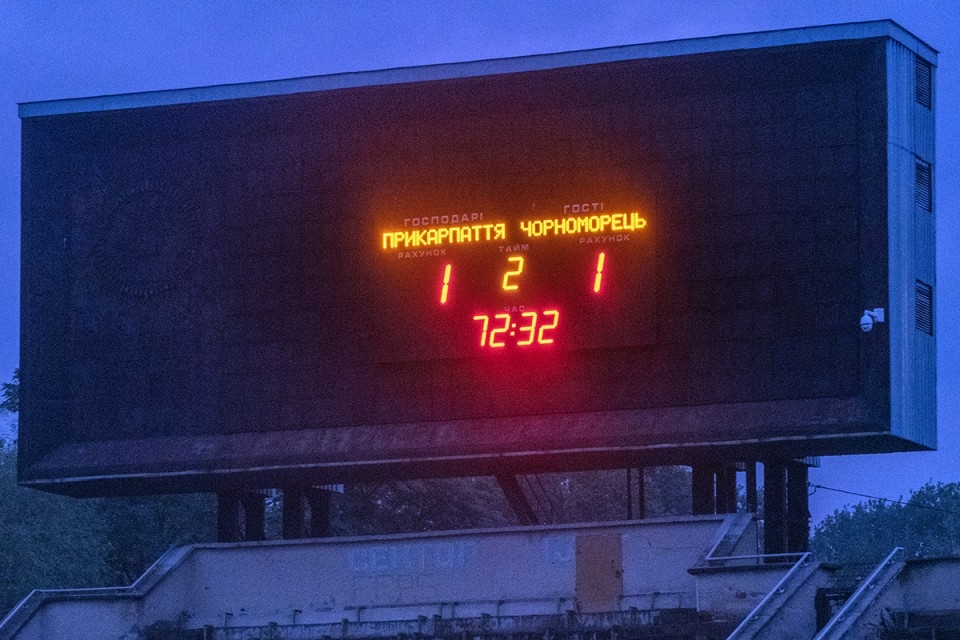 ГОСПОДАРІ ГОСТІ
ПРИКАРПАТТЯ ЧОРНОМОРЕЦЬ
РАХУНОК ТАЙМ РАХУНОК
1 2 1
ЧАС
72:32
СЕКТОР